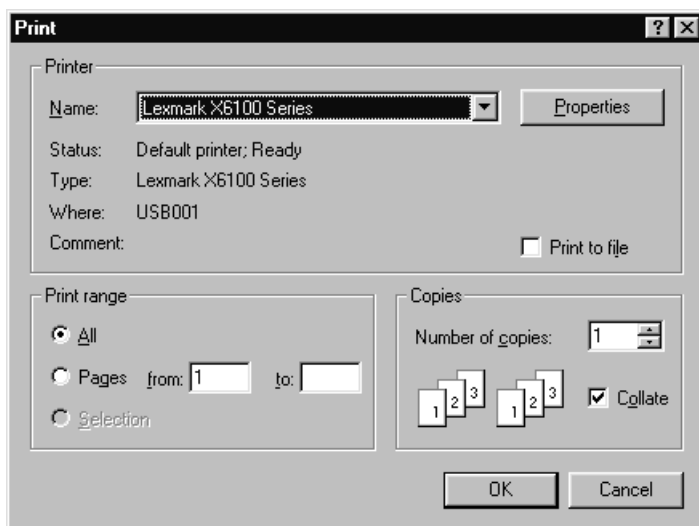 Print
Printer
Name: Lexmark X6100 Series Properties
Status: Default printer; Ready
Type: Lexmark X6100 Series
Where: USB001
Comment: Print to file
Print range
All
Pages from: 1 to:
Selection
Copies
Number of copies: 1
1 2 3 1 2 3 Collate
OK Cancel